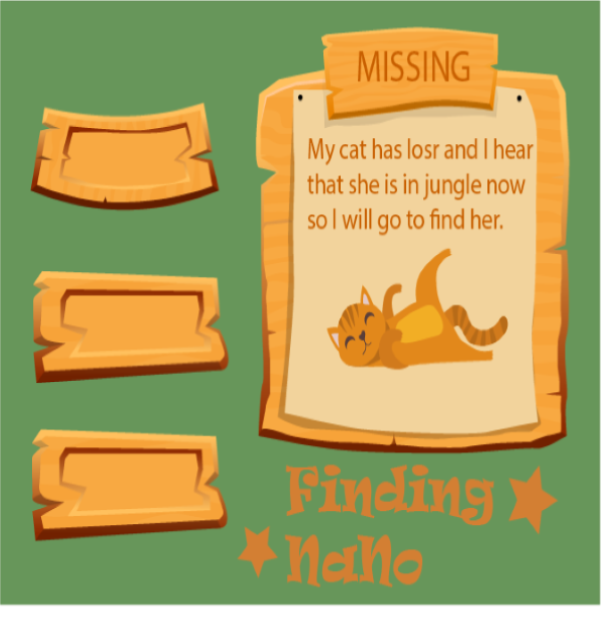 MISSING
My cat has losr and I hear
that she is in jungle now
so I will go to find her.
Finding
NaNo